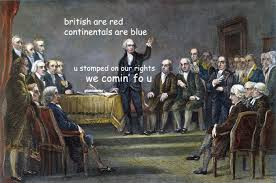 british are red
continentals are blue
u stomped on our rights
we comin' fo u